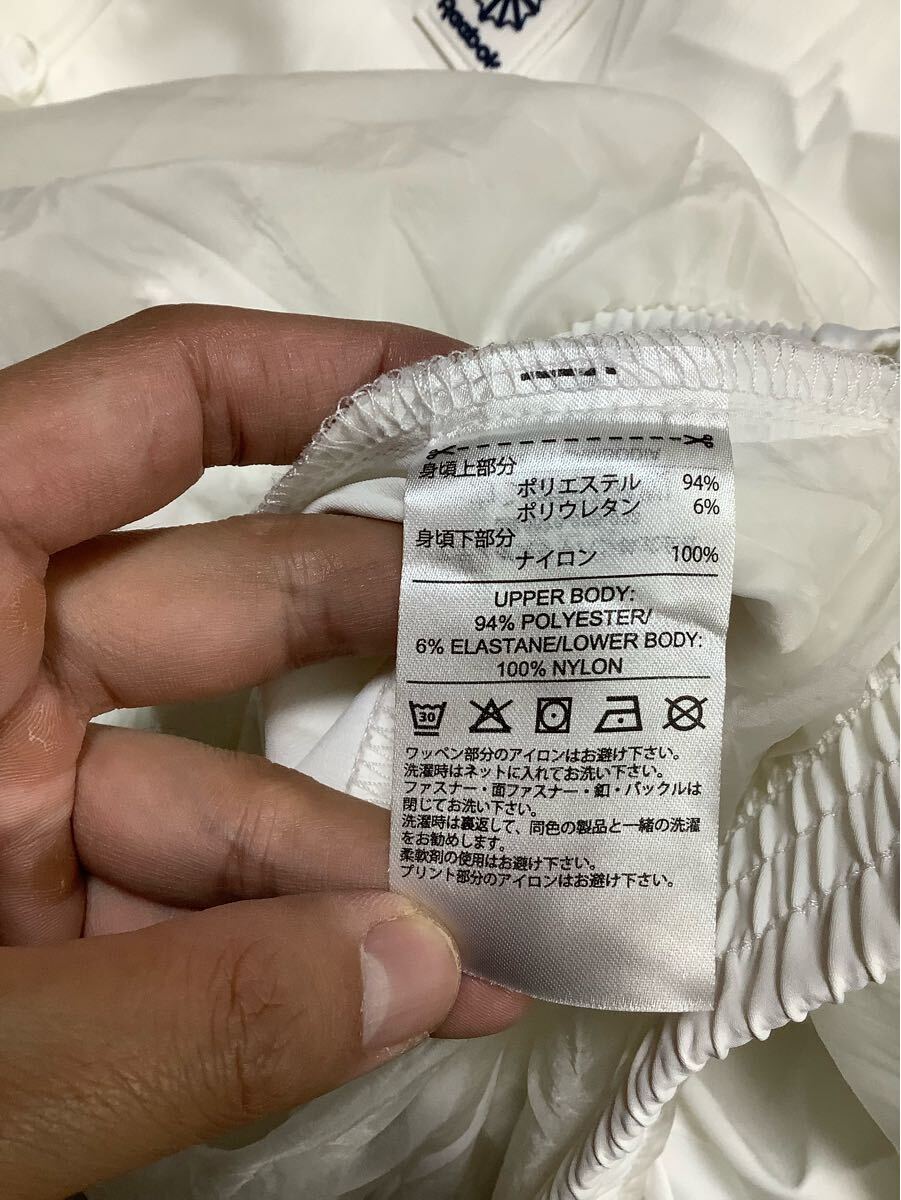 Reebok
身頃上部分
ポリエステル 94%
ポリウレタン 6%
身頃下部分
ナイロン 100%
UPPER BODY:
94% POLYESTER/
6% ELASTANE/LOWER BODY:
100% NYLON
30
ワッペン部分のアイロンはお避け下さい。
洗濯時はネットに入れてお洗い下さい。
ファスナー・面ファスナー・釦・バックルは
閉じてお洗い下さい。
洗濯時は裏返して、同色の製品と一緒の洗濯
をお勧めします。
柔軟剤の使用はお避け下さい。
プリント部分のアイロンはお避け下さい。